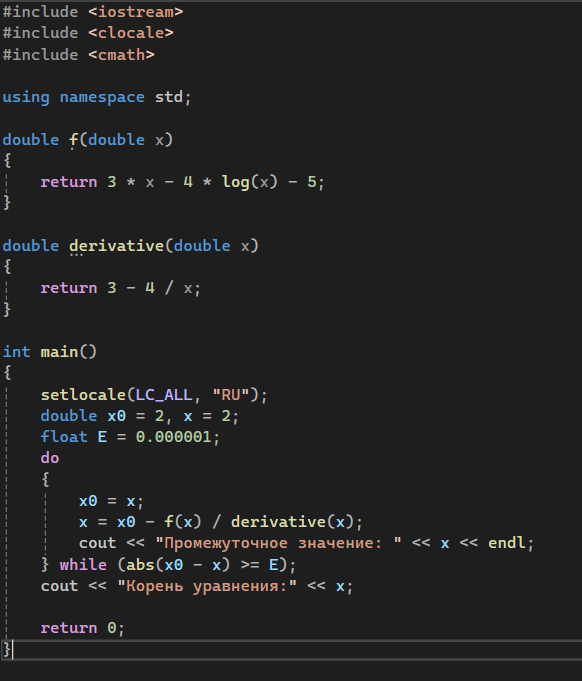 #include <iostream>
#include <clocale>
#include <cmath>
using namespace std;
double f(double x)
{
return 3 * x - 4 * log(x) - 5;
}
double derivative(double x)
{
return 3 - 4 / x;
}
int main()
{
setlocale(LC_ALL, "RU");
double x0 = 2, x = 2;
float E = 0.000001;
do
{
x0 = x;
x = x0 - f(x) / derivative(x);
cout << "Промежуточное значение: " << x << endl;
} while (abs(x0 - x) >= E);
cout << "Корень уравнения:" << x;
return 0;
}